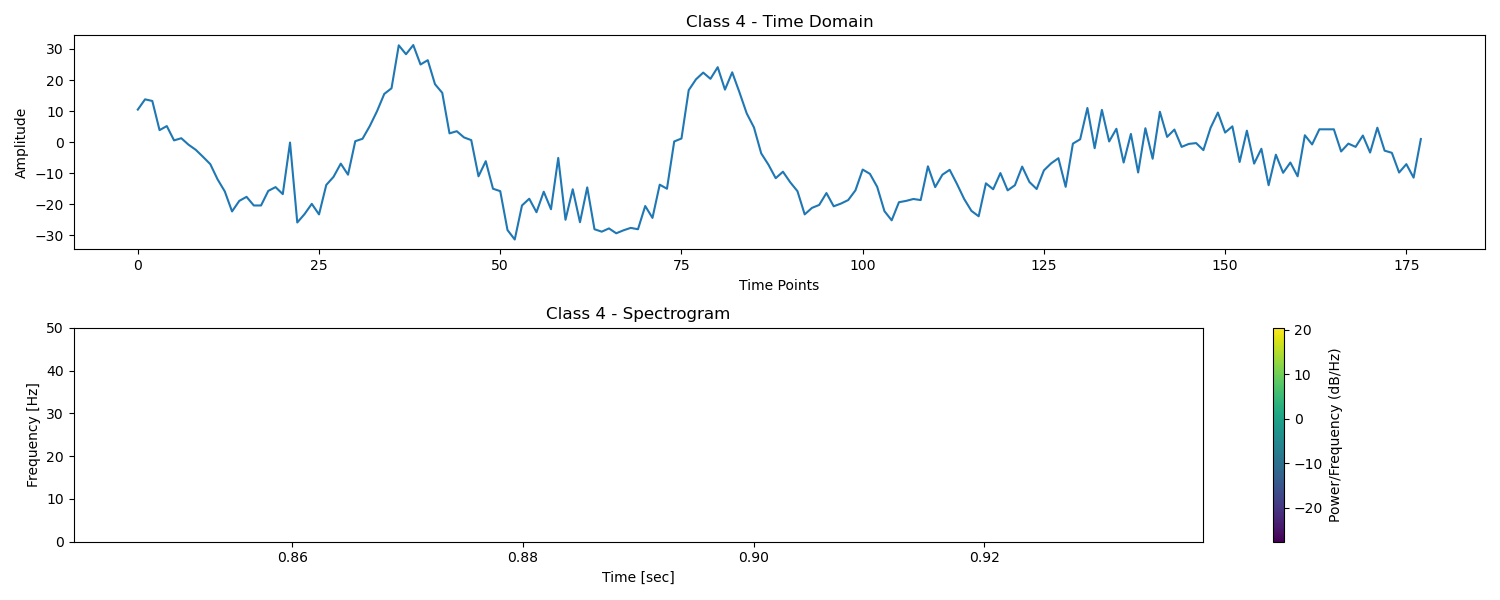 Class 4 - Time Domain
Amplitude
30
20
10
0
−10
−20
−30
0 25 50 75 100 125 150 175
Time Points
Class 4 - Spectrogram
Frequency [Hz]
50
40
30
20
10
0
0.86 0.88 0.90 0.92
Time [sec]
20
10
0
−10
−20
Power/Frequency (dB/Hz)